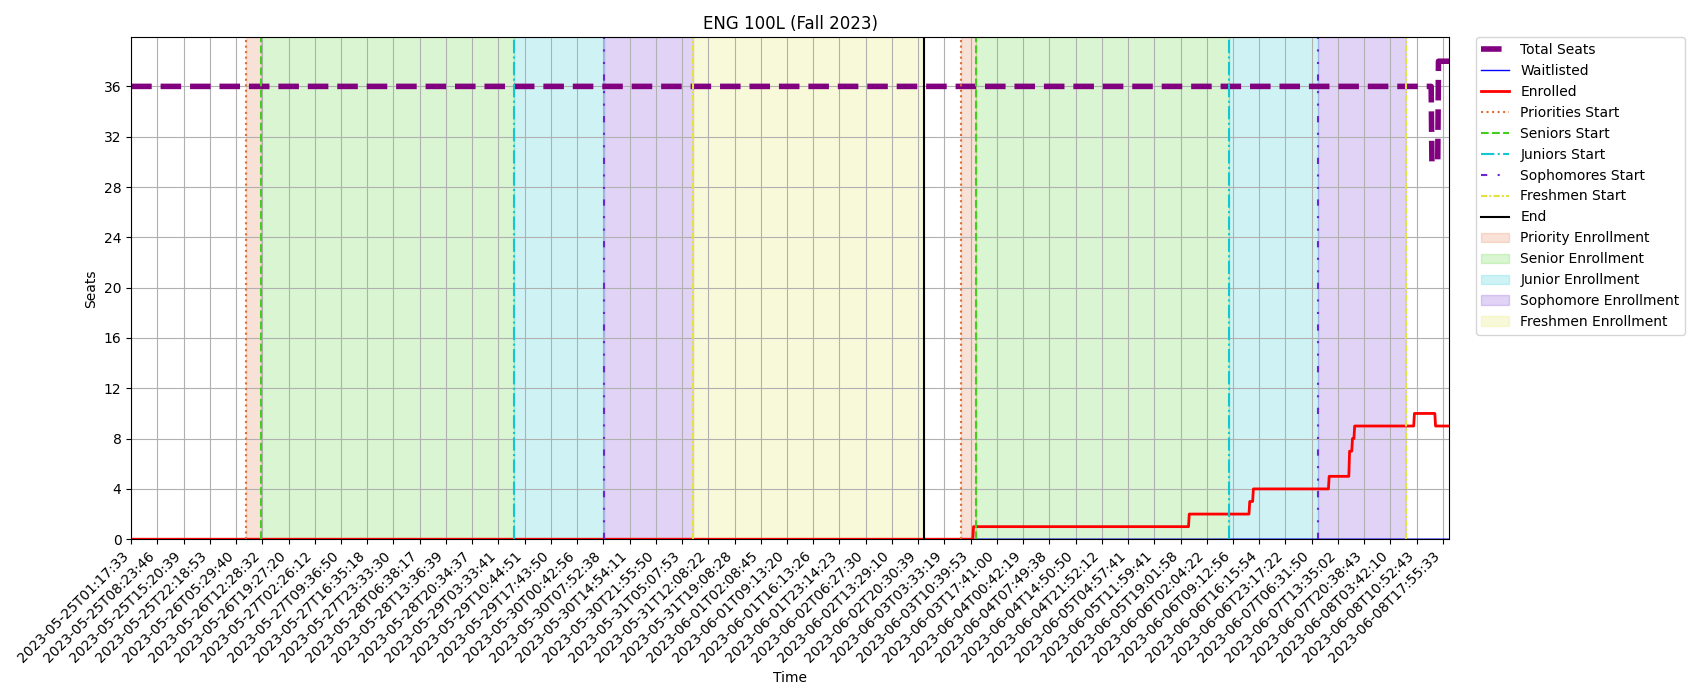 ENG 100L (Fall 2023)
Seats
36
32
28
24
20
16
12
8
4
0
2023-05-25T01:17:33
2023-05-25T08:23:46
2023-05-25T15:20:39
2023-05-25T22:18:53
2023-05-26T05:29:40
2023-05-26T12:28:32
2023-05-26T19:27:20
2023-05-27T02:26:12
2023-05-27T09:36:50
2023-05-27T16:35:18
2023-05-27T23:33:30
2023-05-28T06:38:17
2023-05-28T13:36:39
2023-05-28T20:34:37
2023-05-29T03:33:41
2023-05-29T10:44:51
2023-05-29T17:43:50
2023-05-30T00:42:56
2023-05-30T07:52:38
2023-05-30T14:54:11
2023-05-30T21:55:50
2023-05-31T05:07:53
2023-05-31T12:08:22
2023-05-31T19:08:28
2023-06-01T02:08:45
2023-06-01T09:13:20
2023-06-01T16:13:26
2023-06-01T23:14:23
2023-06-02T06:27:30
2023-06-02T13:29:10
2023-06-02T20:30:39
2023-06-03T03:33:19
2023-06-03T10:39:53
2023-06-03T17:41:00
2023-06-04T00:42:19
2023-06-04T07:49:38
2023-06-04T14:50:50
2023-06-04T21:52:12
2023-06-05T04:57:41
2023-06-05T11:59:41
2023-06-05T19:01:58
2023-06-06T02:04:22
2023-06-06T09:12:56
2023-06-06T16:15:54
2023-06-06T23:17:22
2023-06-07T06:31:50
2023-06-07T13:35:02
2023-06-07T20:38:43
2023-06-08T03:42:10
2023-06-08T10:52:43
2023-06-08T17:55:33
Time
Total Seats
Waitlisted
Enrolled
Priorities Start
Seniors Start
Juniors Start
Sophomores Start
Freshmen Start
End
Priority Enrollment
Senior Enrollment
Junior Enrollment
Sophomore Enrollment
Freshmen Enrollment